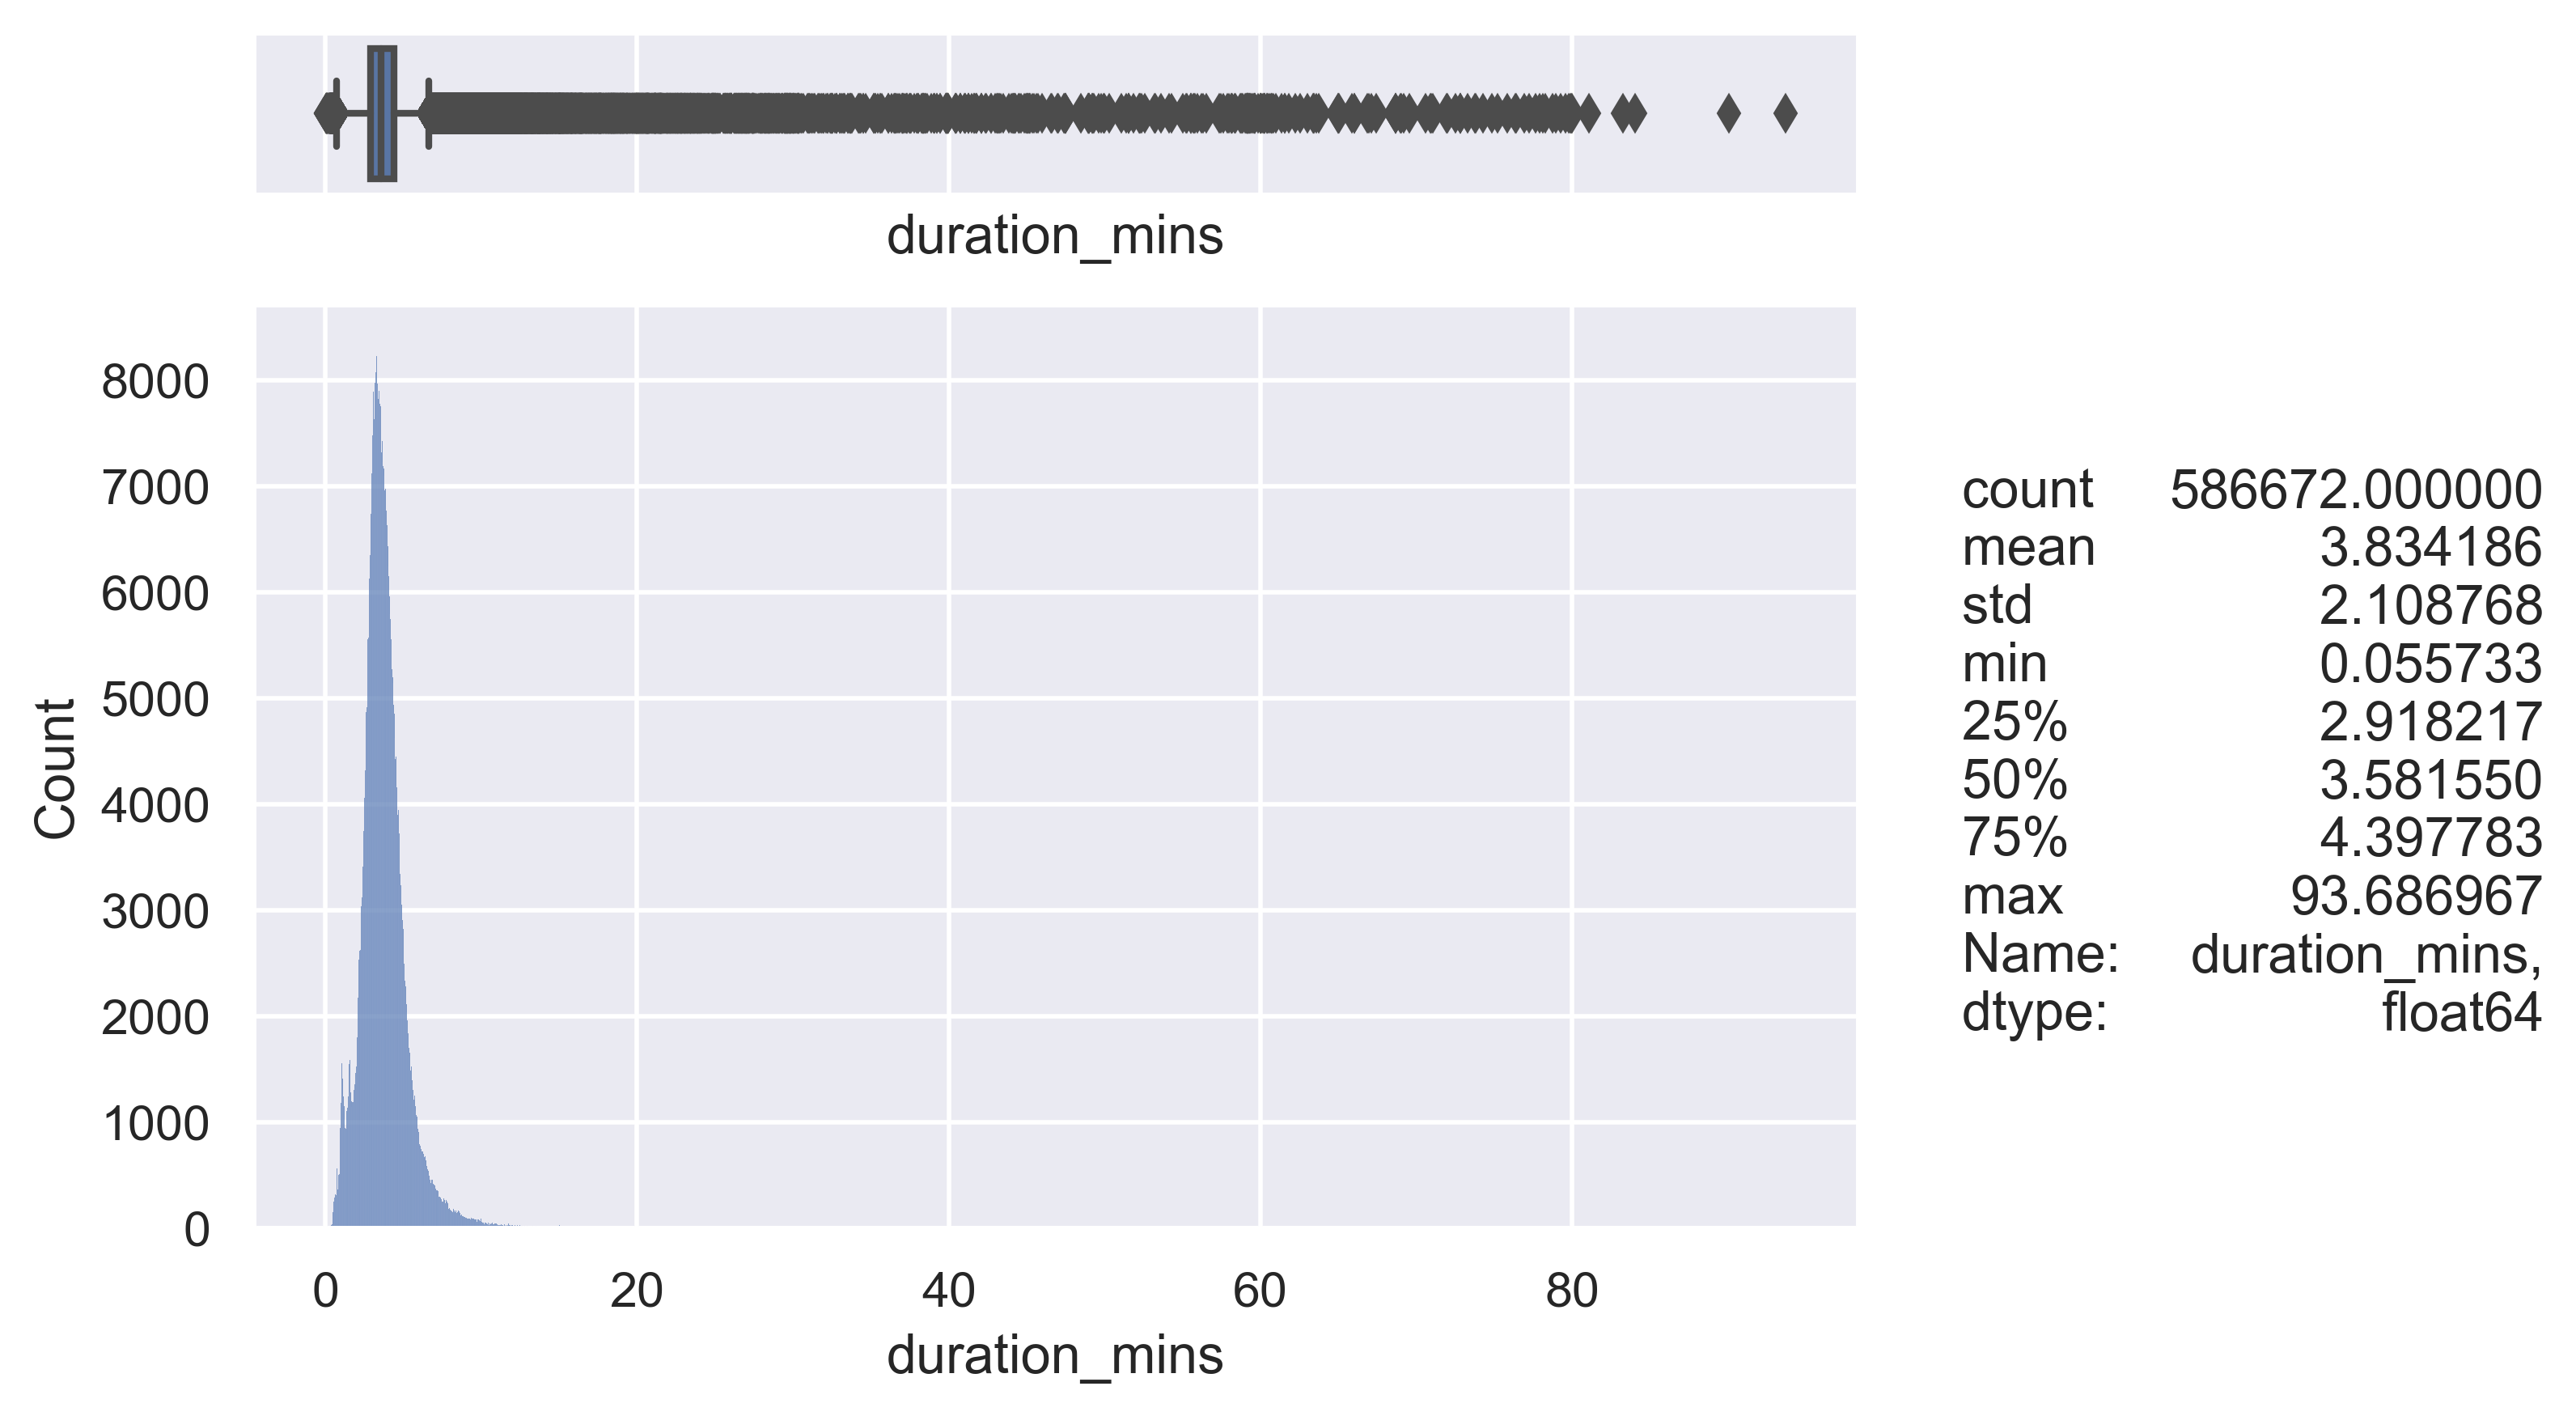 duration_mins
8000
7000
6000
5000
4000
3000
2000
1000
0
Count
0 20 40 60 80
duration_mins
count 586672.000000
mean 3.834186
std 2.108768
min 0.055733
25% 2.918217
50% 3.581550
75% 4.397783
max 93.686967
Name: duration_mins,
dtype: float64